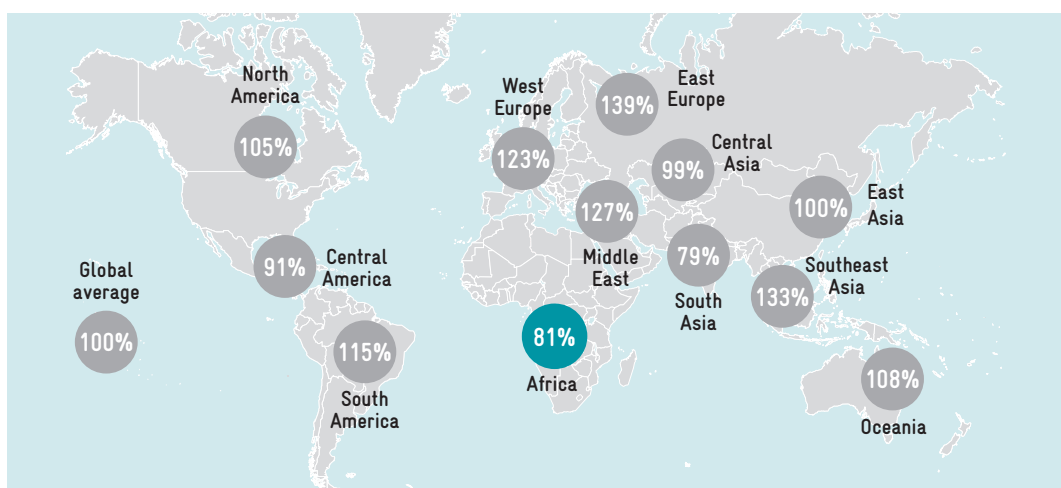 North
America
105%
West
Europe
123%
East
Europe
139%
Central
Asia
99%
East
Asia
100%
127%
Middle
East
79%
South
Asia
Southeast
Asia
133%
Central
America
91%
Global
average
100%
115%
South
America
81%
Africa
108%
Oceania